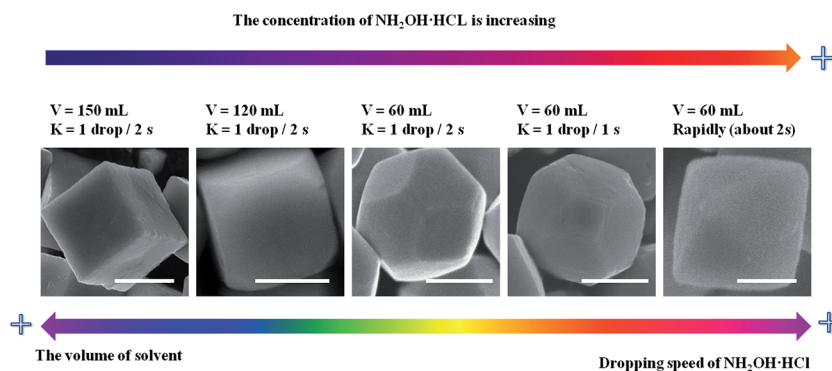 The concentration of NH₂OH·HCL is increasing
+
V = 150 mL
K = 1 drop / 2 s
V = 120 mL
K = 1 drop / 2 s
V = 60 mL
K = 1 drop / 2 s
V = 60 mL
K = 1 drop / 1 s
V = 60 mL
Rapidly (about 2s)
+
+
The volume of solvent
Dropping speed of NH₂OH·HCl